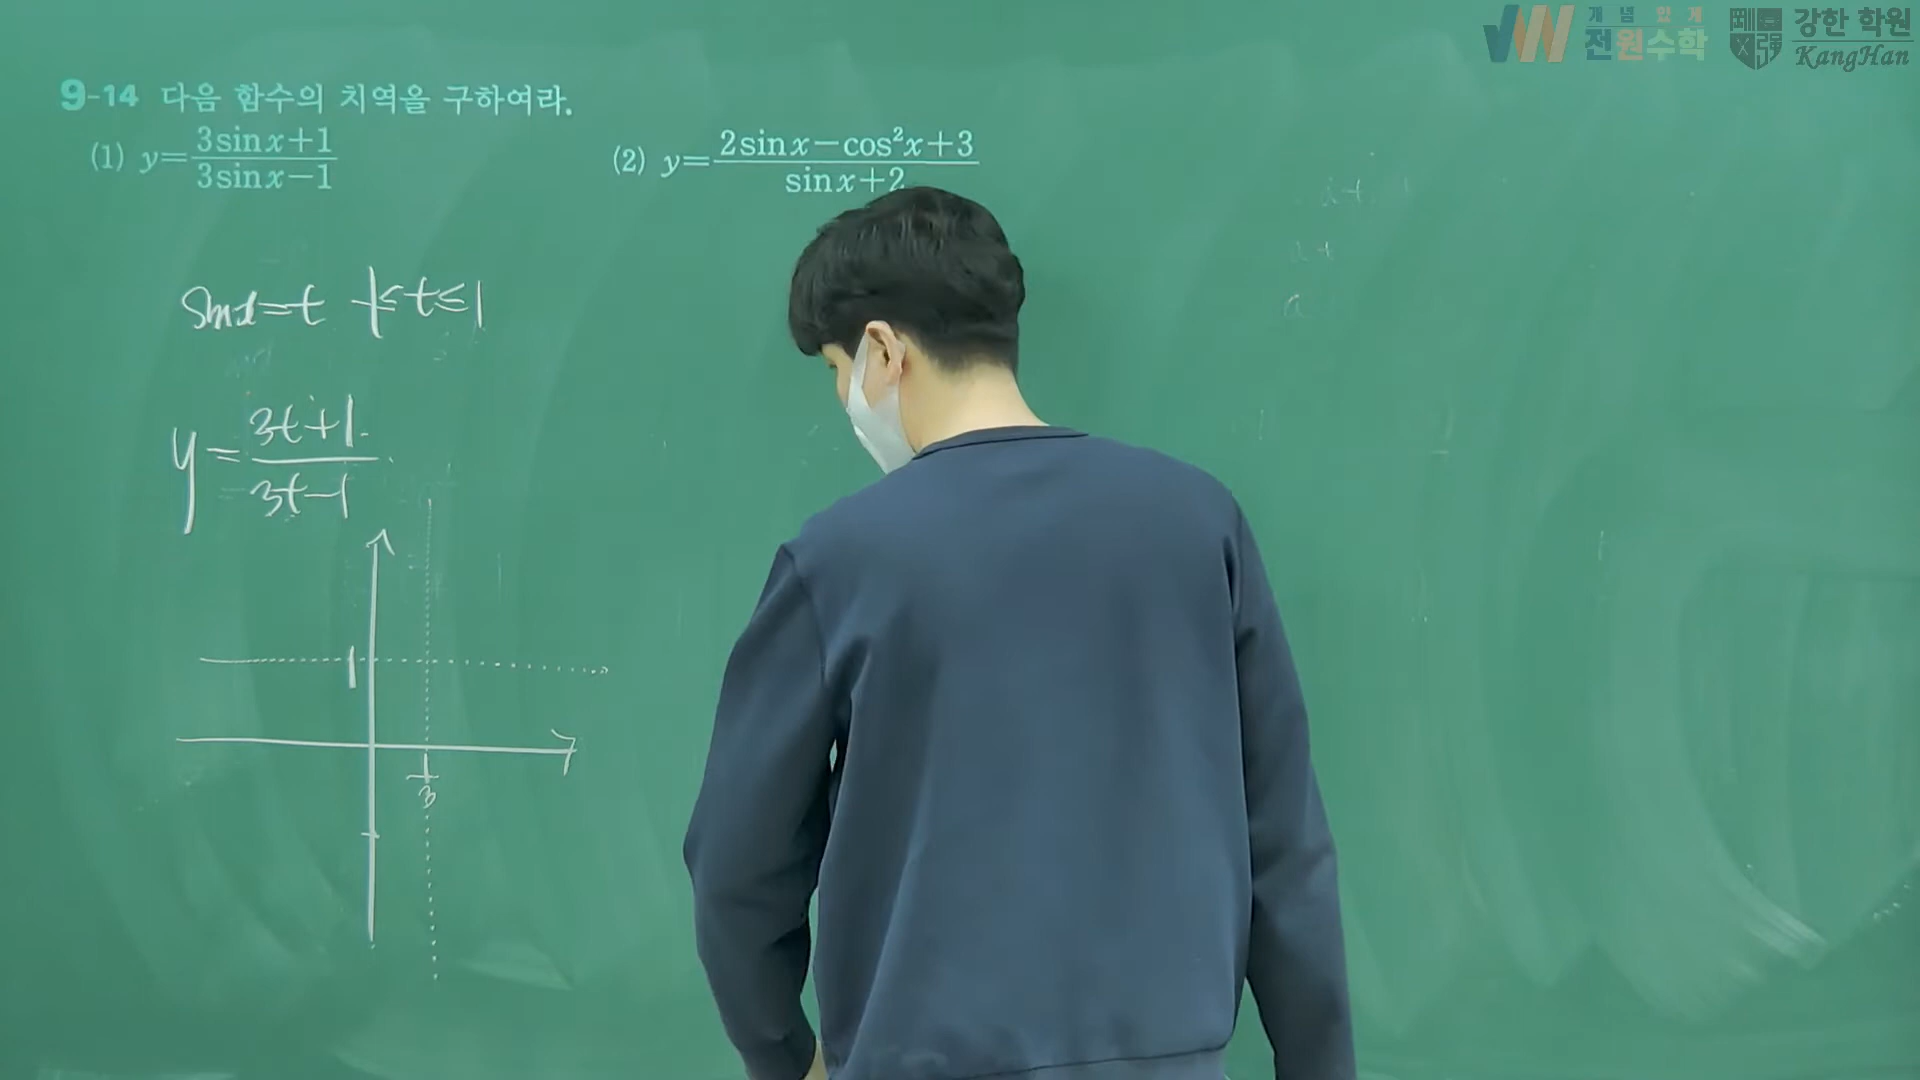 개념있게
전원수학
강한 학원
KangHan
9-14 다음 함수의 치역을 구하여라.
(1) y=3sinx+1/3sinx-1
(2) y=2sinx-cos²x+3/sinx+2
sinx=t -1≤t≤1
y=3t+1/3t-1
1
1/3